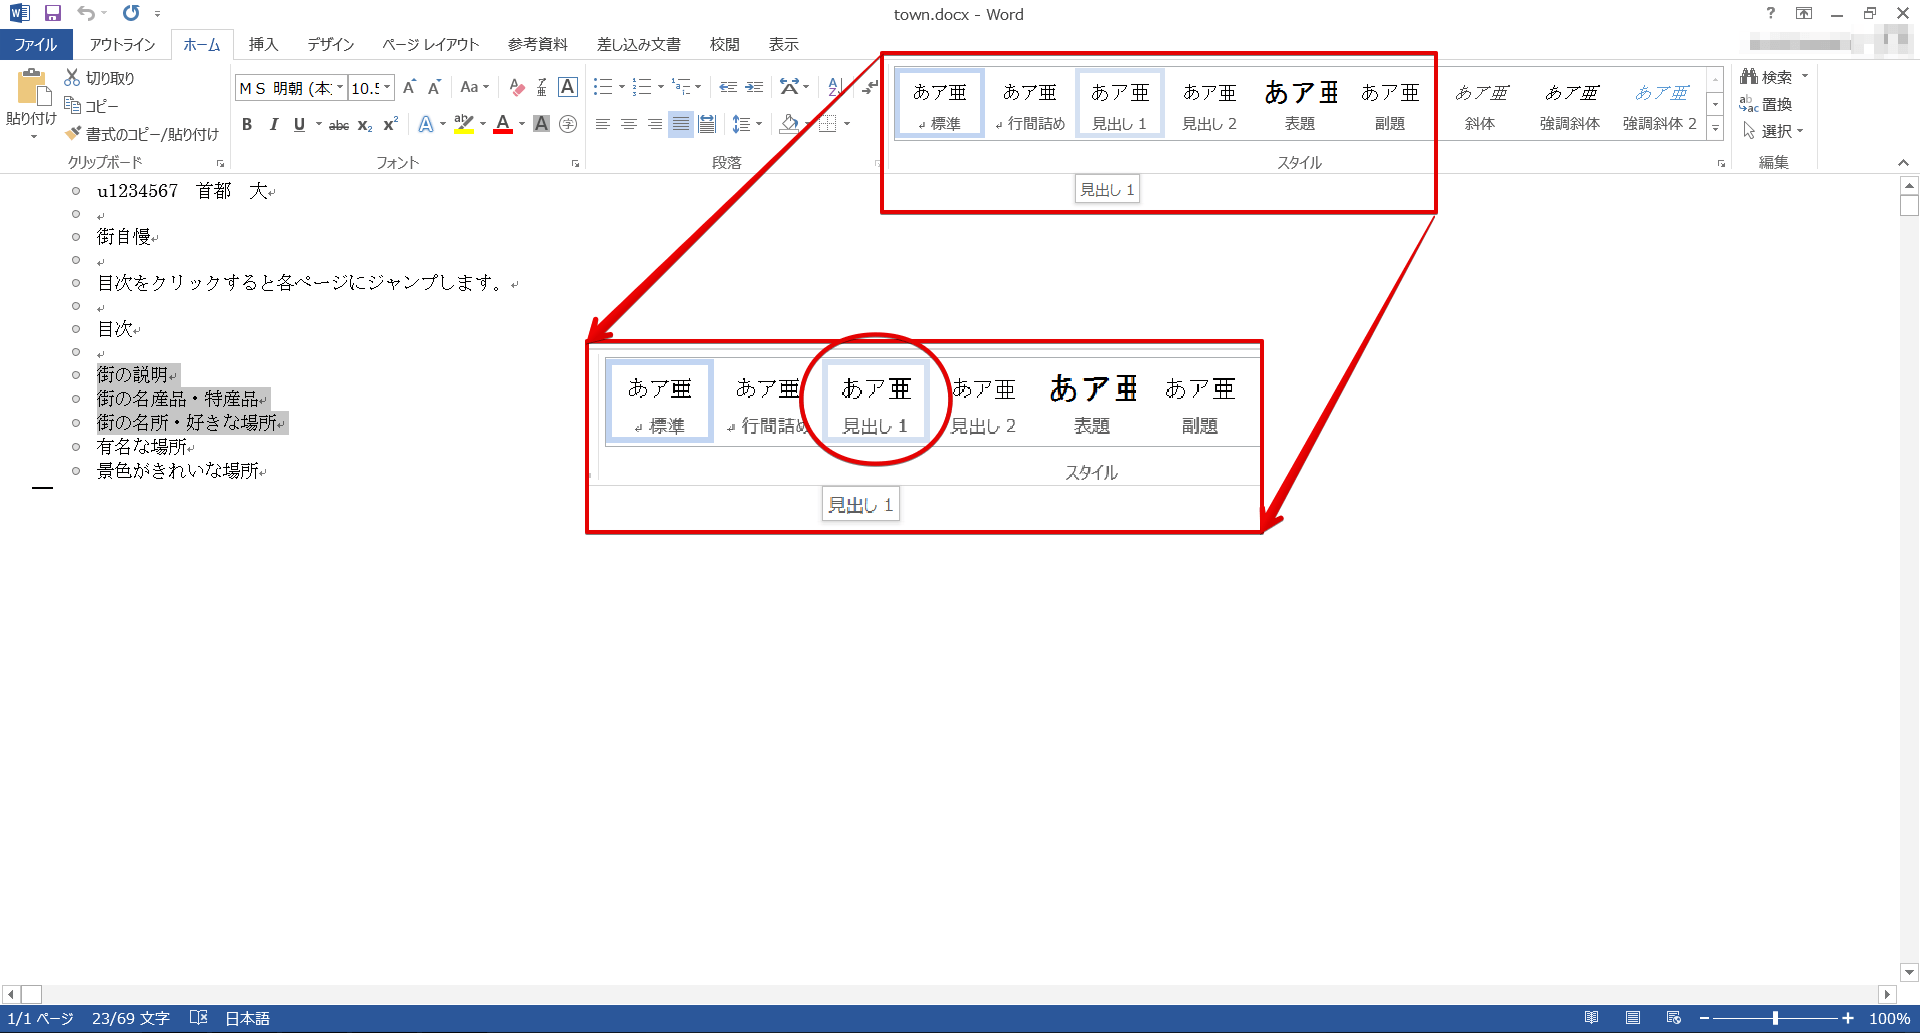 town.docx - Word
?
ファイル アウトライン ホーム 挿入 デザイン ページ レイアウト 参考資料 差し込み文書 校閲 表示
貼り付け
切り取り
コピー
書式のコピー/貼り付け
クリップボード
ＭＳ 明朝 (本文 10.5
Aa
B I U abc x₂ x²
フォント
段落
あア亜 あア亜 あア亜 あア亜 あア亜 あア亜 あア亜 あア亜 あア亜
↲ 標準 ↲ 行間詰め 見出し 1 見出し 2 表題 副題 斜体 強調斜体 強調斜体 2
スタイル
検索
置換
選択
編集
見出し 1
u1234567　首都　大↵
↵
街自慢↵
↵
目次をクリックすると各ページにジャンプします。↵
↵
目次↵
↵
街の説明↵
街の名産品・特産品↵
街の名所・好きな場所↵
有名な場所↵
景色がきれいな場所↵
あア亜 あア亜 あア亜 あア亜 あア亜 あア亜
↲ 標準 ↲ 行間詰め 見出し 1 見出し 2 表題 副題
スタイル
見出し 1
1/1 ページ 23/69 文字 日本語 100%